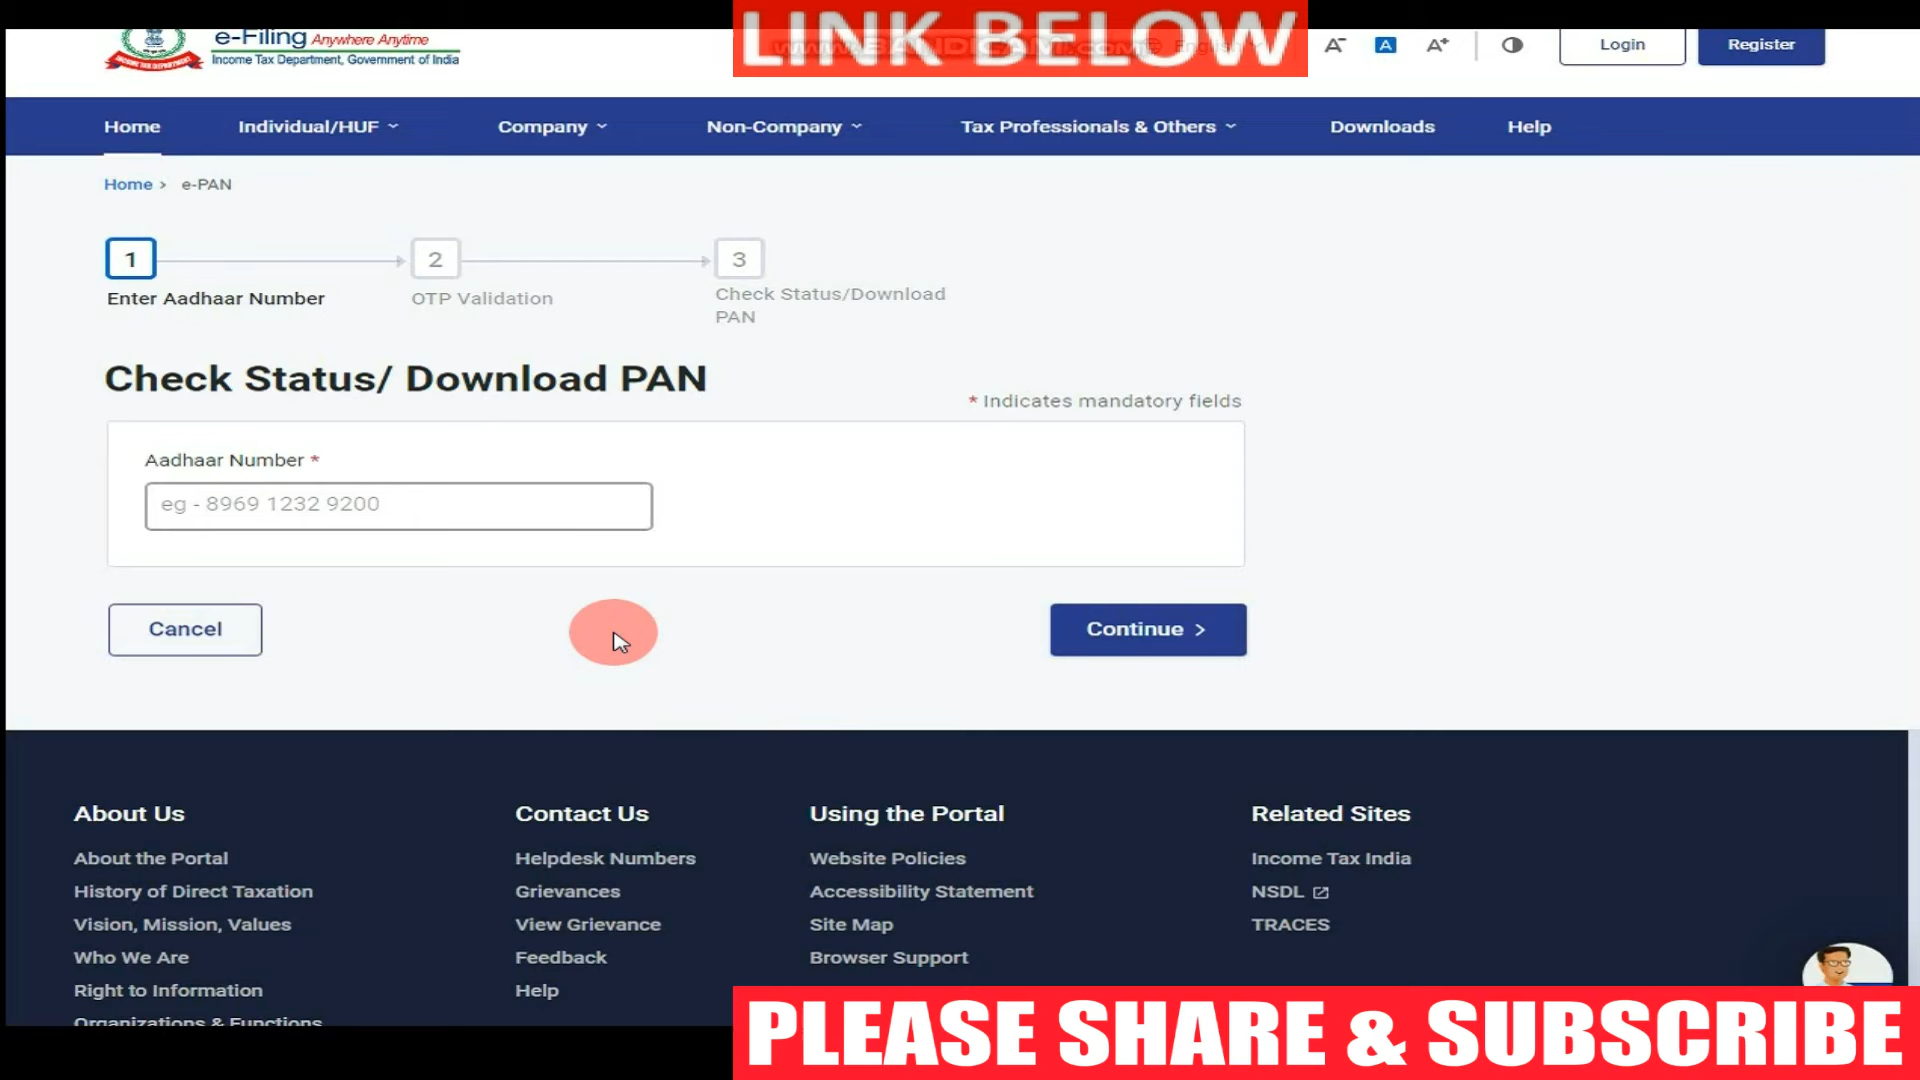 LINK BELOW
e-Filing Anywhere Anytime
Income Tax Department, Government of India
A- A A+ Login Register
Home Individual/HUF Company Non-Company Tax Professionals & Others Downloads Help
Home > e-PAN
1 2 3
Enter Aadhaar Number OTP Validation Check Status/Download
PAN
Check Status/ Download PAN
* Indicates mandatory fields
Aadhaar Number *
eg - 8969 1232 9200
Cancel Continue >
About Us Contact Us Using the Portal Related Sites
About the Portal Helpdesk Numbers Website Policies Income Tax India
History of Direct Taxation Grievances Accessibility Statement NSDL
Vision, Mission, Values View Grievance Site Map TRACES
Who We Are Feedback Browser Support
Right to Information Help
Organizations & Functions
PLEASE SHARE & SUBSCRIBE